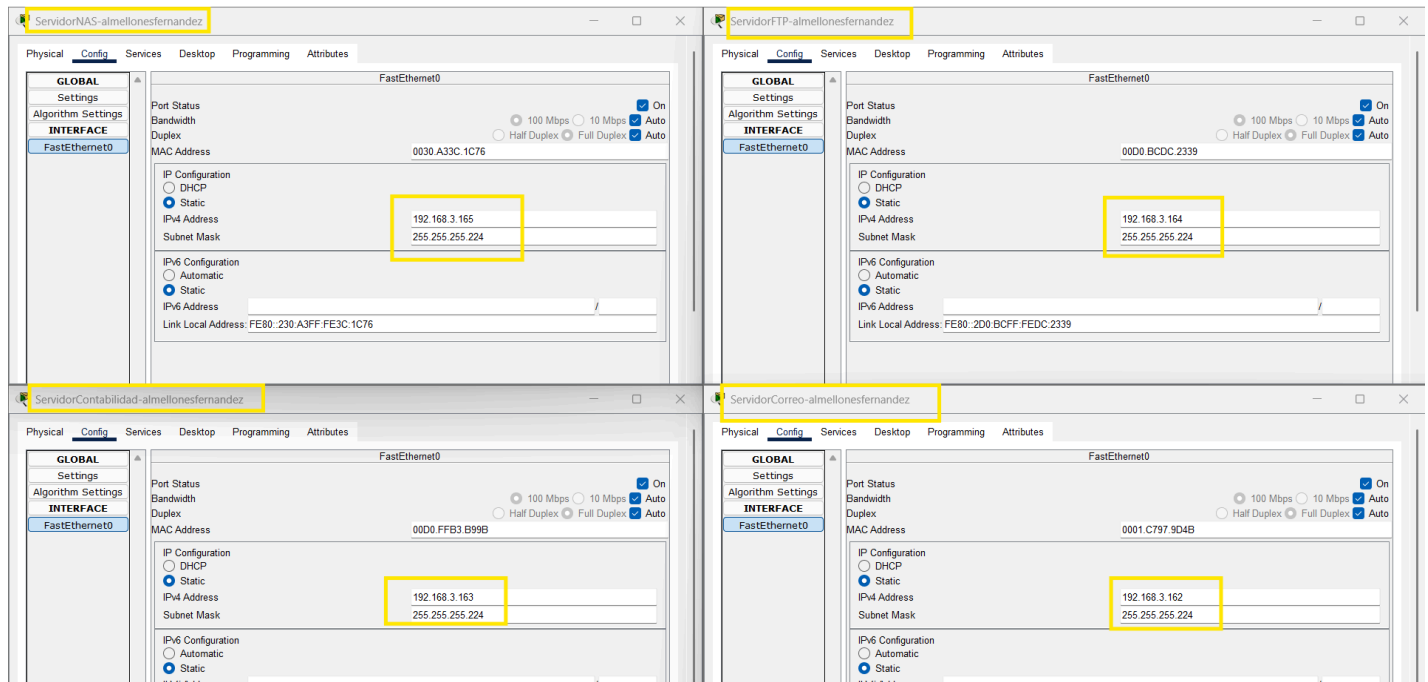 ServidorNAS-almellonesfernandez
Physical Config Services Desktop Programming Attributes
GLOBAL
Settings
Algorithm Settings
INTERFACE
FastEthernet0
FastEthernet0
Port Status On
Bandwidth 100 Mbps 10 Mbps Auto
Duplex Half Duplex Full Duplex Auto
MAC Address 0030.A33C.1C76
IP Configuration
DHCP
Static
IPv4 Address 192.168.3.165
Subnet Mask 255.255.255.224
IPv6 Configuration
Automatic
Static
IPv6 Address /
Link Local Address: FE80::230:A3FF:FE3C:1C76
ServidorFTP-almellonesfernandez
Physical Config Services Desktop Programming Attributes
GLOBAL
Settings
Algorithm Settings
INTERFACE
FastEthernet0
FastEthernet0
Port Status On
Bandwidth 100 Mbps 10 Mbps Auto
Duplex Half Duplex Full Duplex Auto
MAC Address 00D0.BCDC.2339
IP Configuration
DHCP
Static
IPv4 Address 192.168.3.164
Subnet Mask 255.255.255.224
IPv6 Configuration
Automatic
Static
IPv6 Address /
Link Local Address: FE80::2D0:BCFF:FEDC:2339
ServidorContabilidad-almellonesfernandez
Physical Config Services Desktop Programming Attributes
GLOBAL
Settings
Algorithm Settings
INTERFACE
FastEthernet0
FastEthernet0
Port Status On
Bandwidth 100 Mbps 10 Mbps Auto
Duplex Half Duplex Full Duplex Auto
MAC Address 00D0.FFB3.B99B
IP Configuration
DHCP
Static
IPv4 Address 192.168.3.163
Subnet Mask 255.255.255.224
IPv6 Configuration
Automatic
Static
ServidorCorreo-almellonesfernandez
Physical Config Services Desktop Programming Attributes
GLOBAL
Settings
Algorithm Settings
INTERFACE
FastEthernet0
FastEthernet0
Port Status On
Bandwidth 100 Mbps 10 Mbps Auto
Duplex Half Duplex Full Duplex Auto
MAC Address 0001.C797.9D4B
IP Configuration
DHCP
Static
IPv4 Address 192.168.3.162
Subnet Mask 255.255.255.224
IPv6 Configuration
Automatic
Static